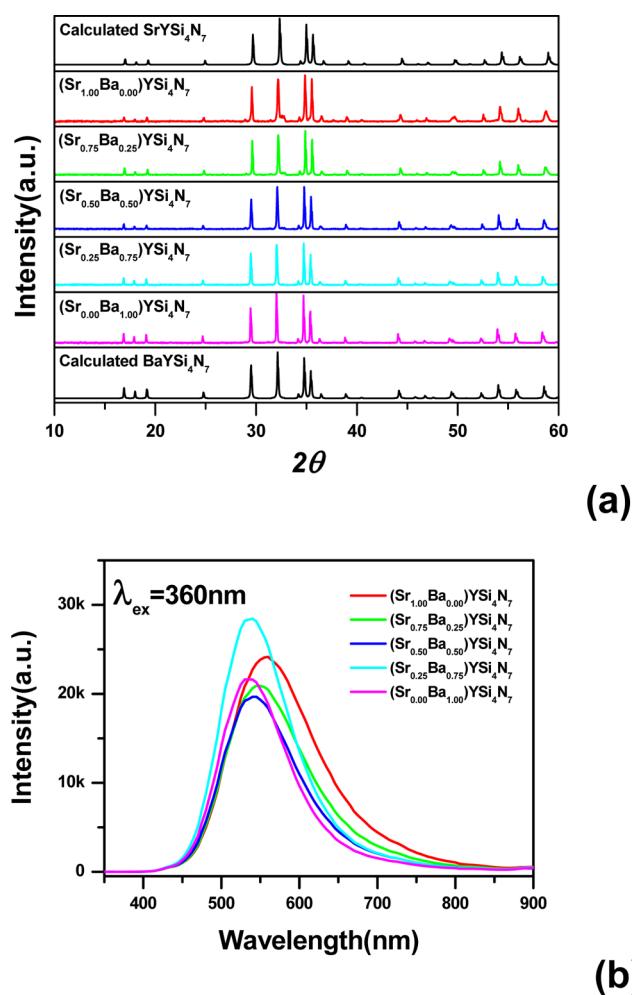 Calculated SrYSi4N7
(Sr1.00Ba0.00)YSi4N7
(Sr0.75Ba0.25)YSi4N7
(Sr0.50Ba0.50)YSi4N7
(Sr0.25Ba0.75)YSi4N7
(Sr0.00Ba1.00)YSi4N7
Calculated BaYSi4N7
Intensity(a.u.)
10 20 30 40 50 60
2θ
(a)
λex=360nm
(Sr1.00Ba0.00)YSi4N7
(Sr0.75Ba0.25)YSi4N7
(Sr0.50Ba0.50)YSi4N7
(Sr0.25Ba0.75)YSi4N7
(Sr0.00Ba1.00)YSi4N7
30k
20k
10k
0
Intensity(a.u.)
400 500 600 700 800 900
Wavelength(nm)
(b)